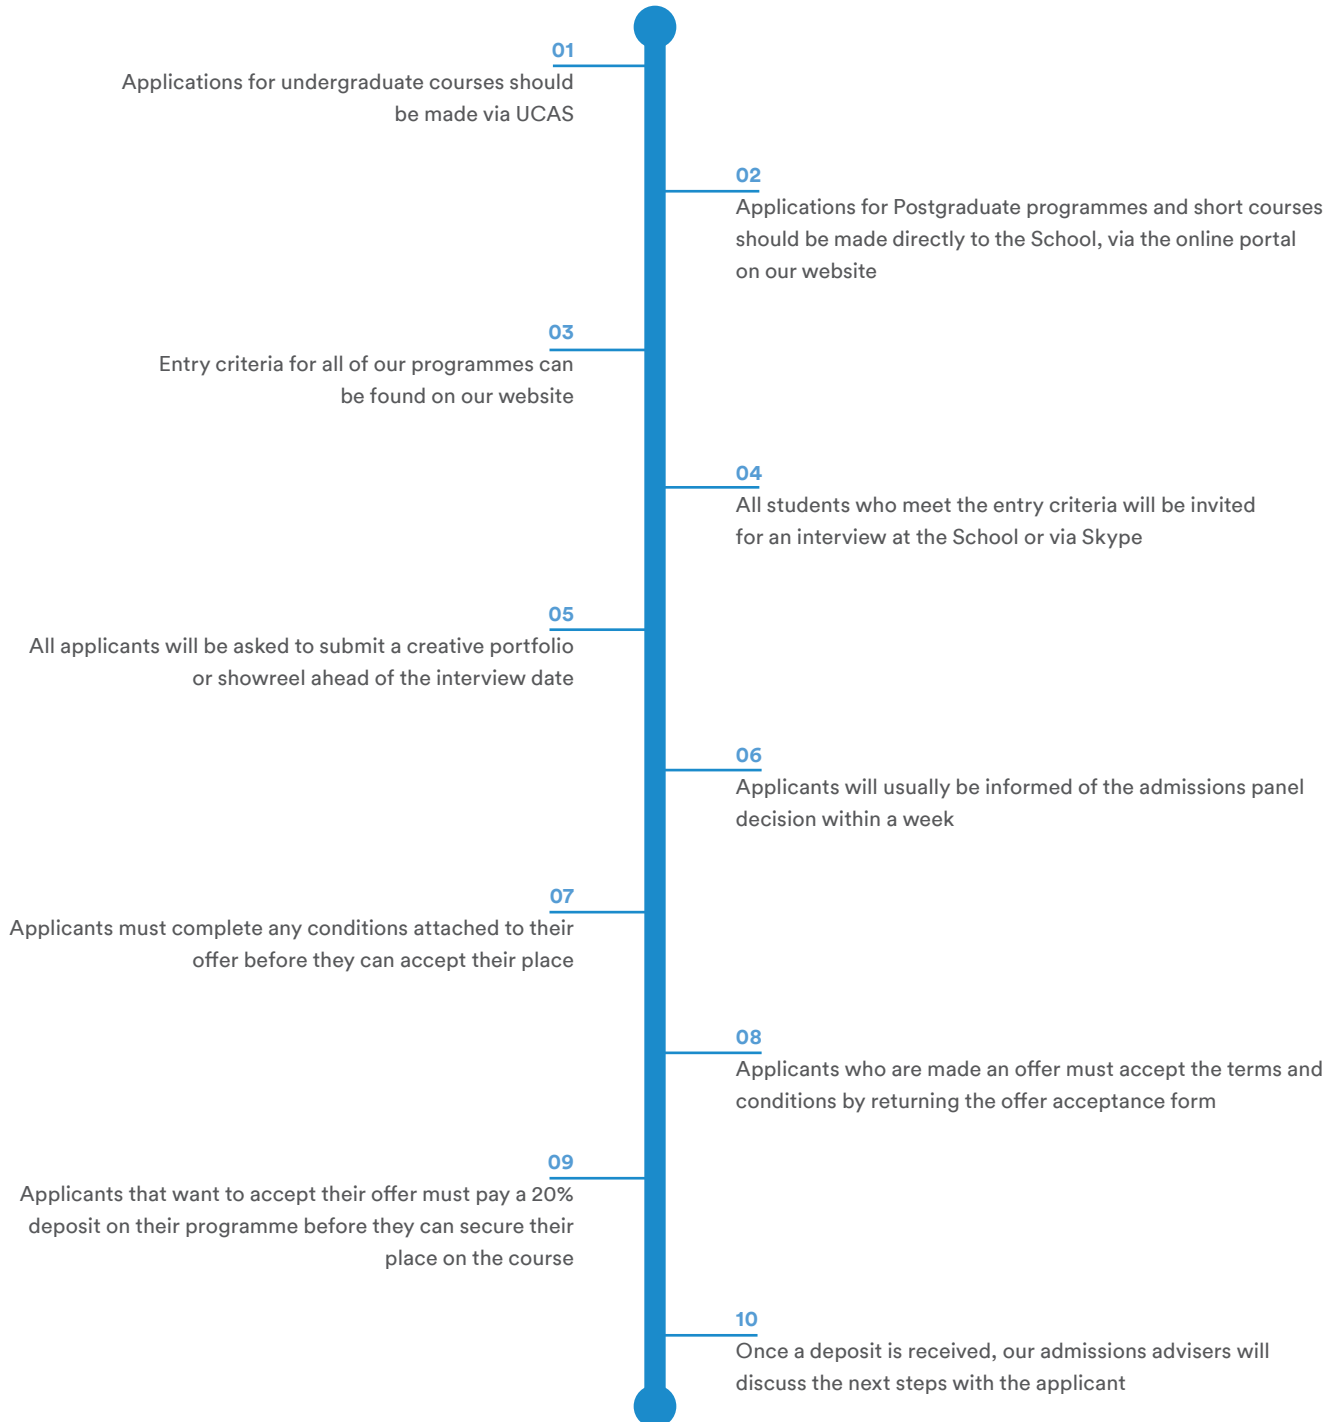 01
Applications for undergraduate courses should
be made via UCAS
02
Applications for Postgraduate programmes and short courses
should be made directly to the School, via the online portal
on our website
03
Entry criteria for all of our programmes can
be found on our website
04
All students who meet the entry criteria will be invited
for an interview at the School or via Skype
05
All applicants will be asked to submit a creative portfolio
or showreel ahead of the interview date
06
Applicants will usually be informed of the admissions panel
decision within a week
07
Applicants must complete any conditions attached to their
offer before they can accept their place
08
Applicants who are made an offer must accept the terms and
conditions by returning the offer acceptance form
09
Applicants that want to accept their offer must pay a 20%
deposit on their programme before they can secure their
place on the course
10
Once a deposit is received, our admissions advisers will
discuss the next steps with the applicant